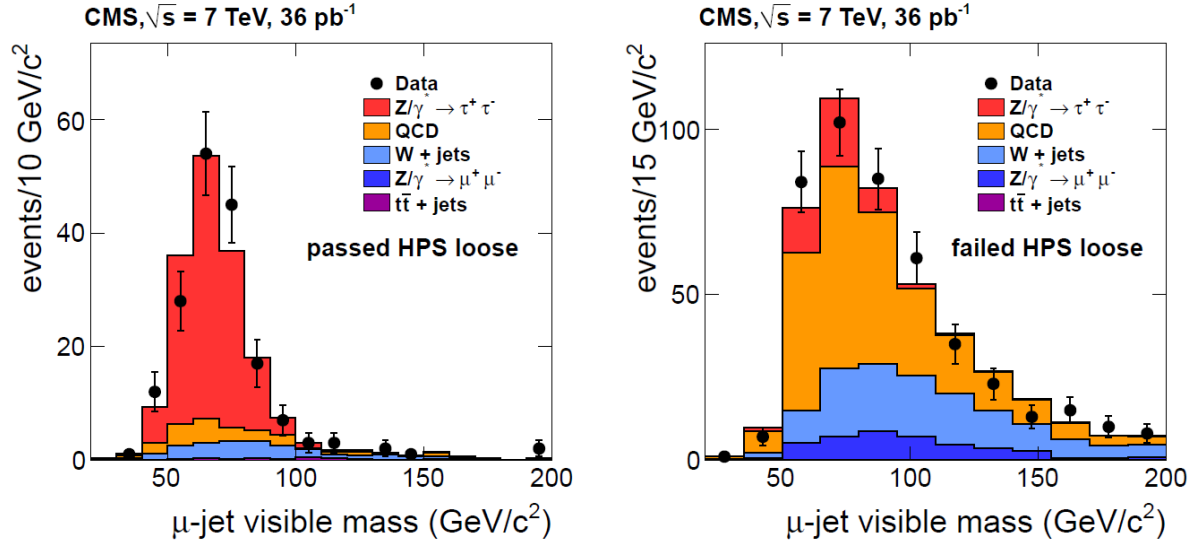 CMS, √s = 7 TeV, 36 pb⁻¹
events/10 GeV/c²
60
40
20
0
Data
Z/γ* → τ⁺ τ⁻
QCD
W + jets
Z/γ* → μ⁺ μ⁻
tt̄ + jets
passed HPS loose
50 100 150 200
μ-jet visible mass (GeV/c²)
CMS, √s = 7 TeV, 36 pb⁻¹
events/15 GeV/c²
100
50
0
Data
Z/γ* → τ⁺ τ⁻
QCD
W + jets
Z/γ* → μ⁺ μ⁻
tt̄ + jets
failed HPS loose
50 100 150 200
μ-jet visible mass (GeV/c²)